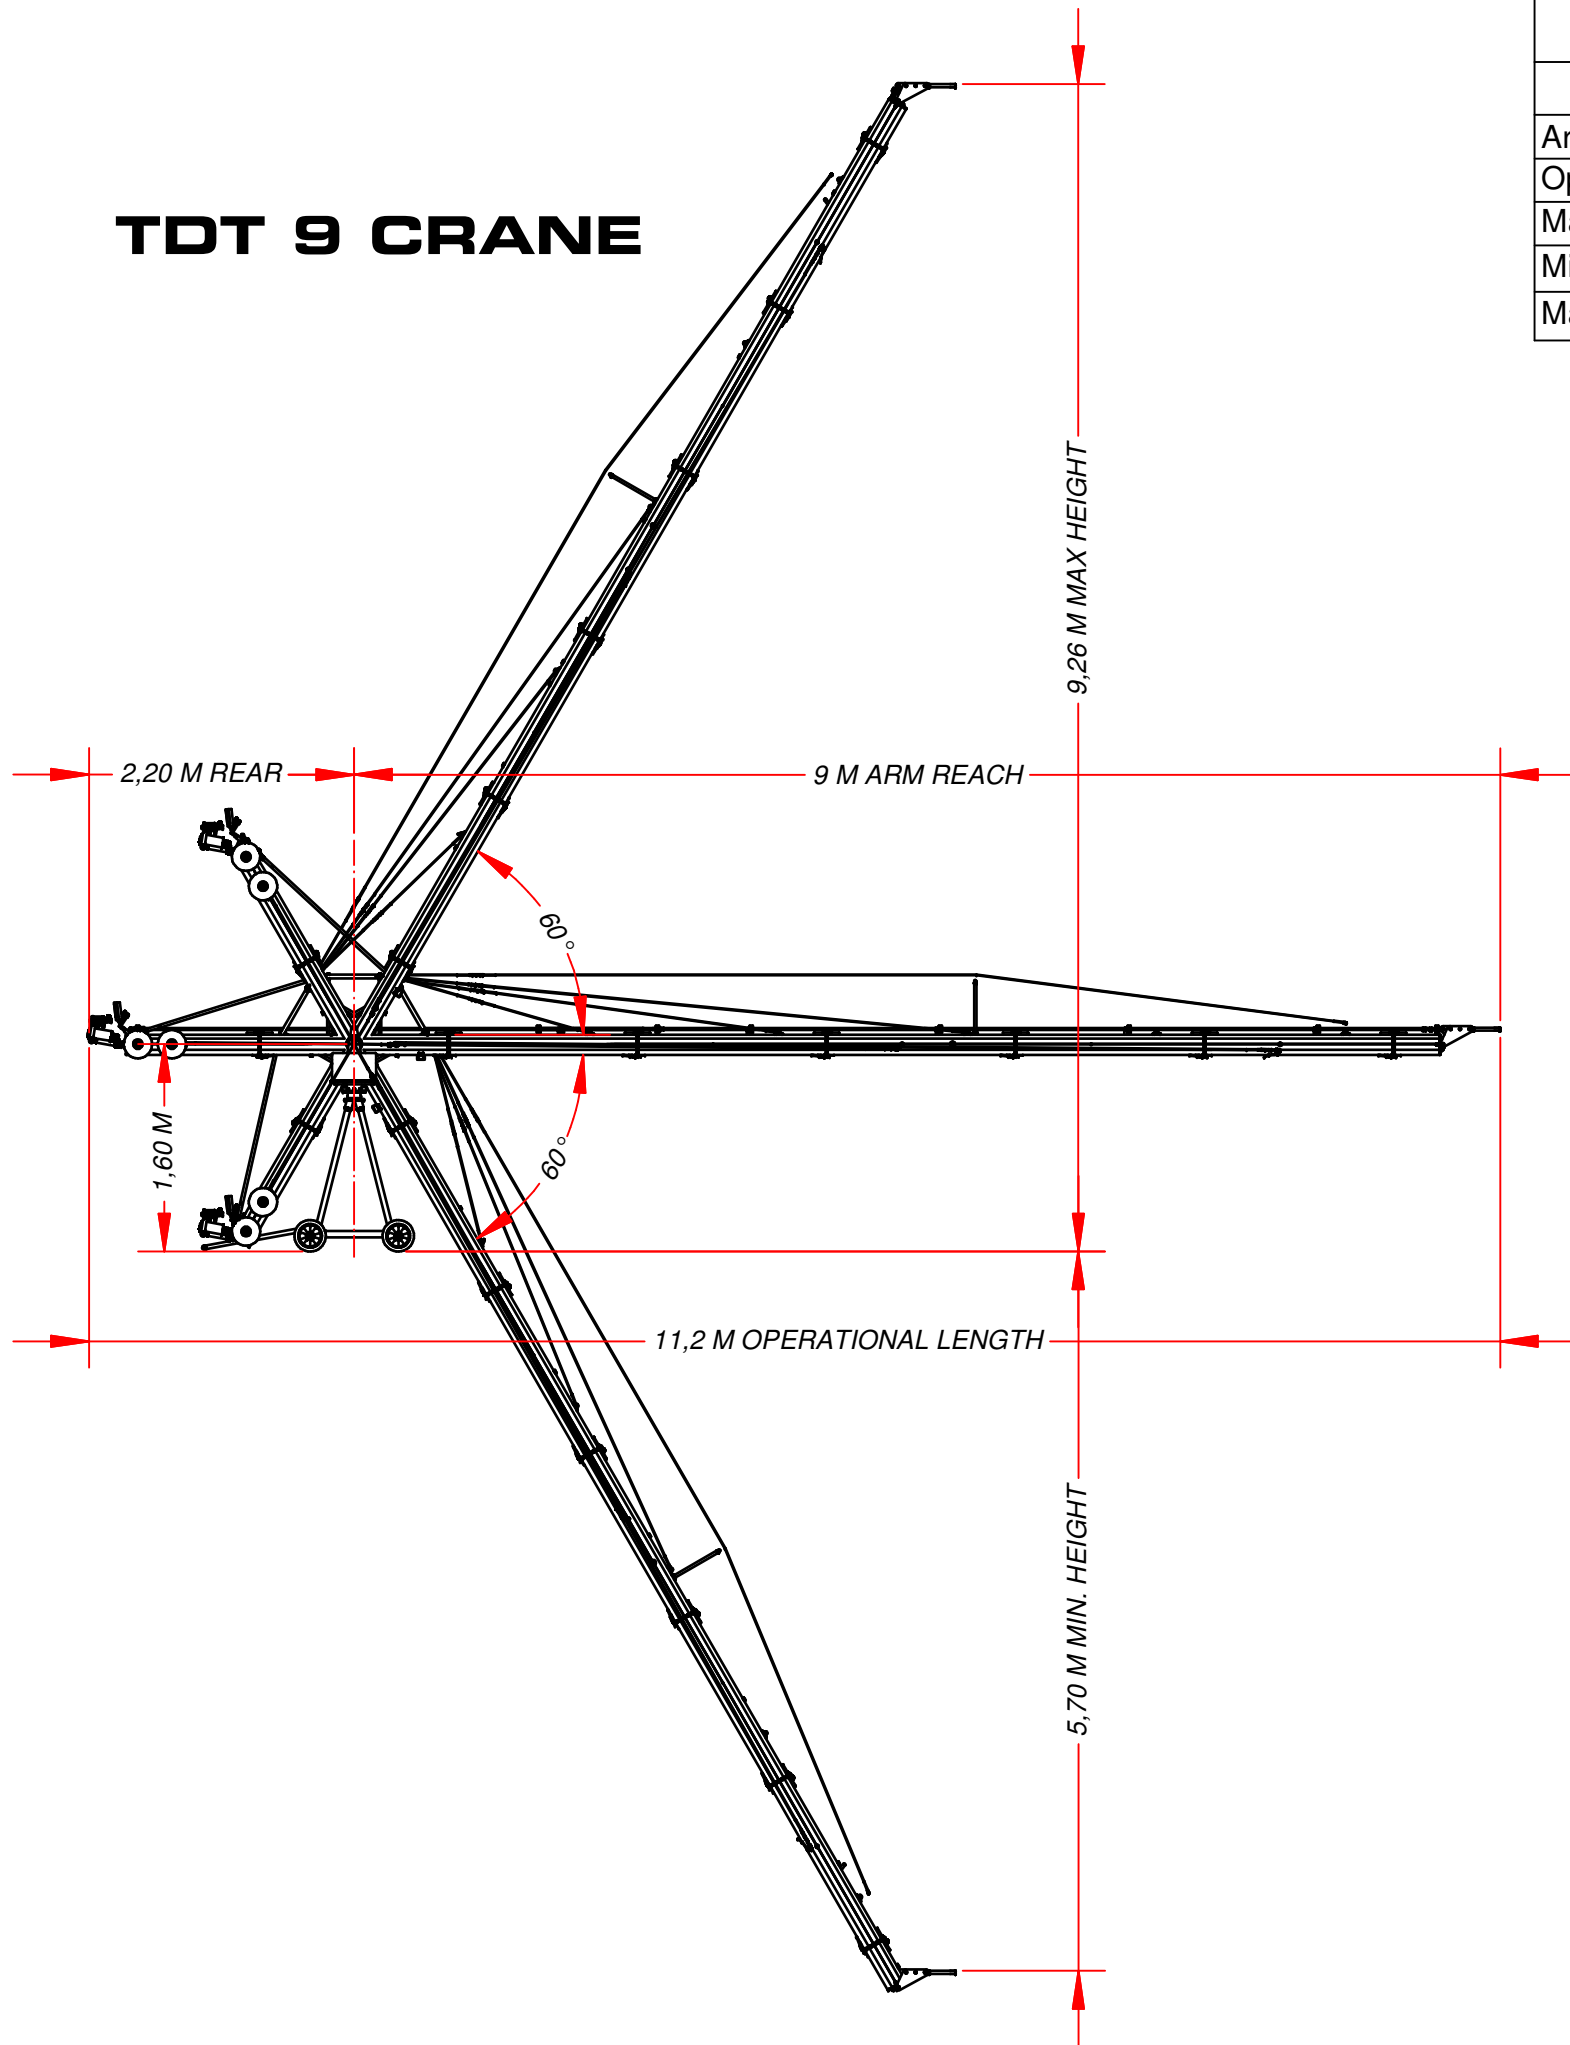 TDT 9 CRANE
9,26 M MAX HEIGHT
2,20 M REAR
9 M ARM REACH
60°
60°
1,60 M
11,2 M OPERATIONAL LENGTH
5,70 M MIN. HEIGHT